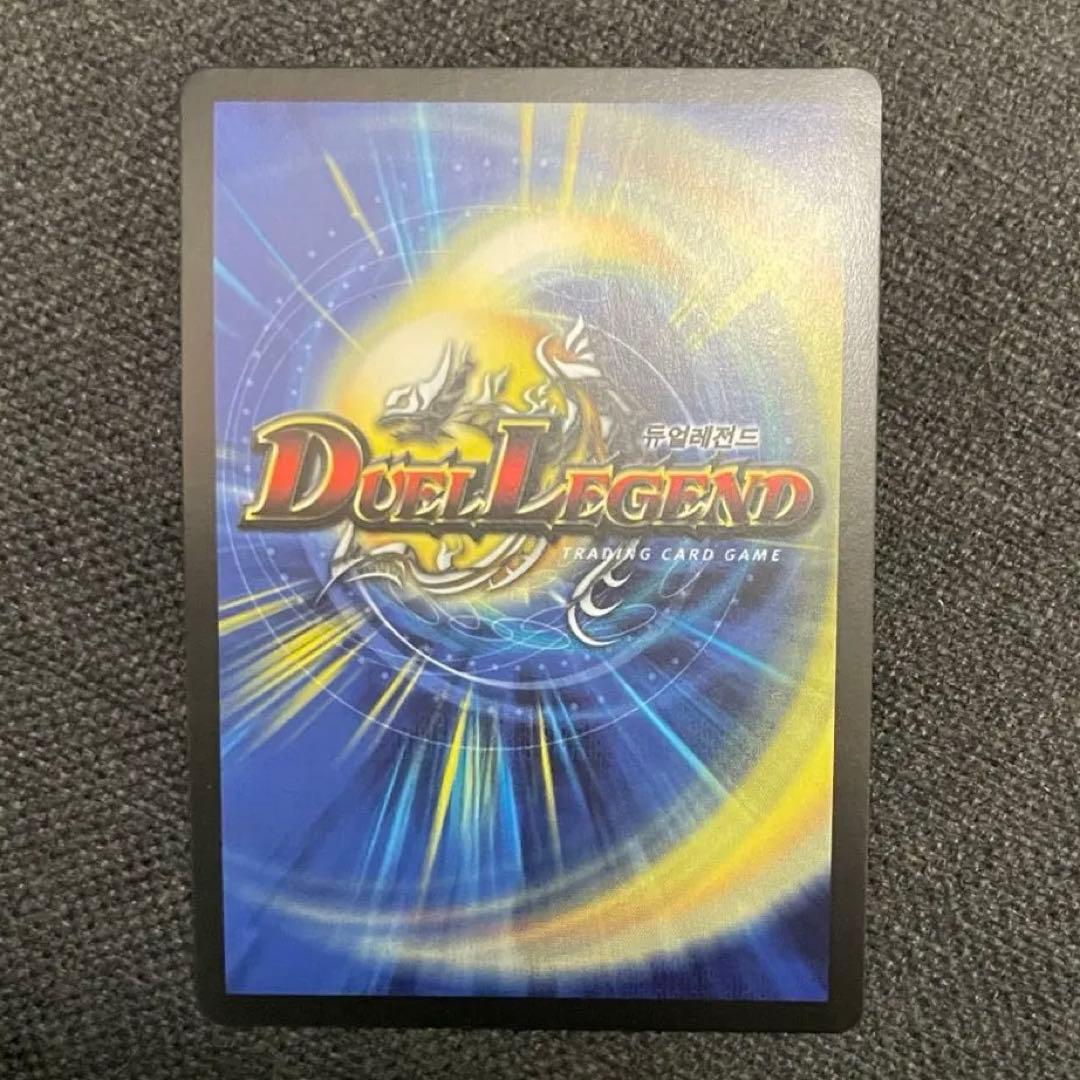 듀얼레전드
DUEL LEGEND
TRADING CARD GAME